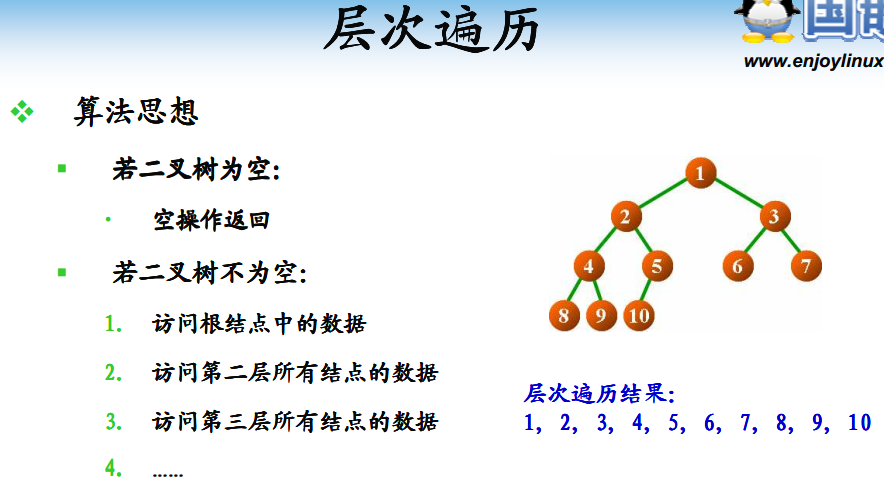 层次遍历
www.enjoylinux
算法思想
若二叉树为空:
空操作返回
若二叉树不为空:
1. 访问根结点中的数据
2. 访问第二层所有结点的数据
3. 访问第三层所有结点的数据
4. ……
1
2 3
4 5 6 7
8 9 10
层次遍历结果:
1, 2, 3, 4, 5, 6, 7, 8, 9, 10